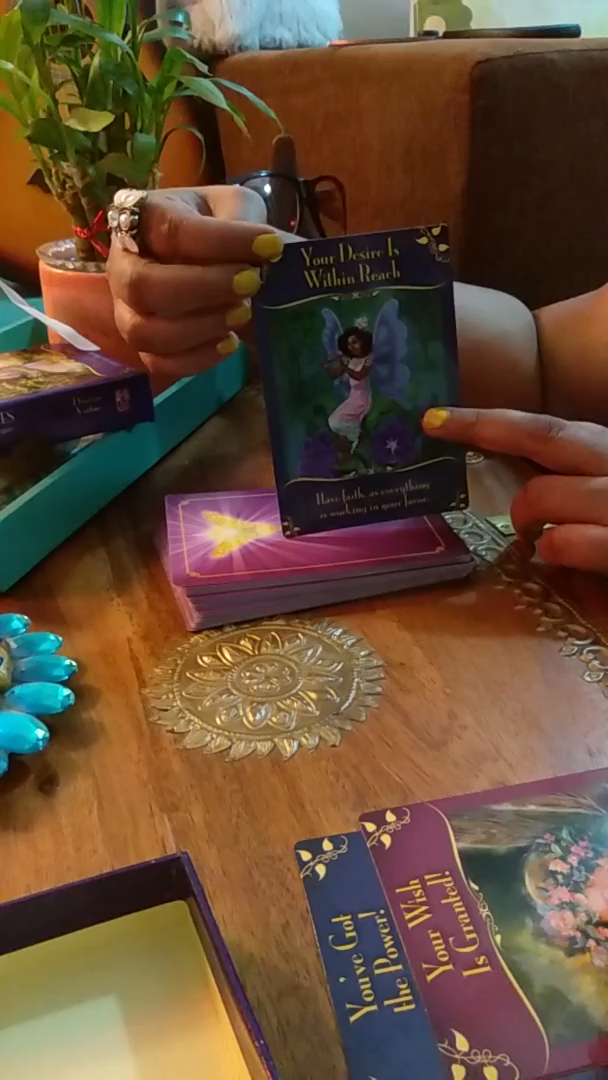 Your Desire Is
Within Reach
Have faith, as everything
is working in your favor.
You've Got
the Power!
Your Wish
Is Granted!